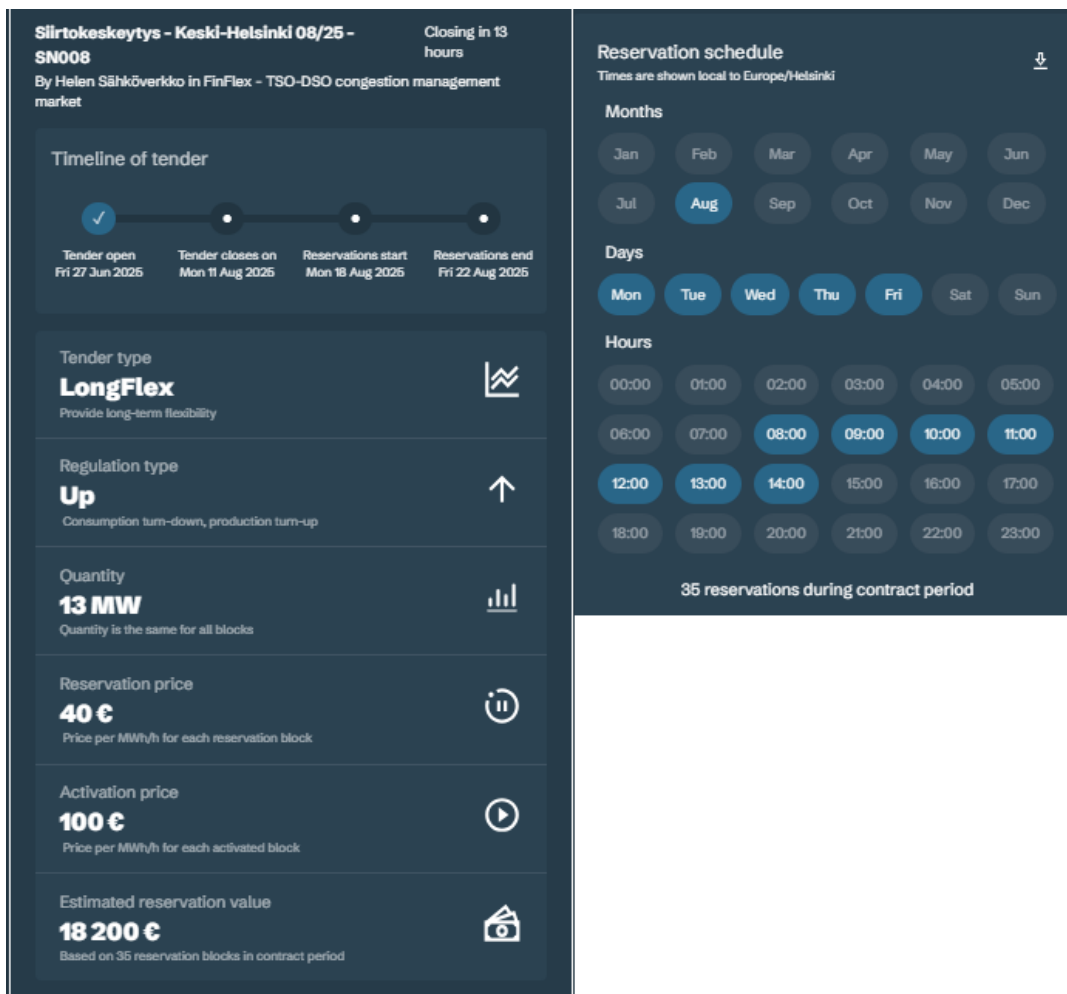 Siirtokeskeytys - Keski-Helsinki 08/25 -
SN008
Closing in 13
hours
By Helen Sähköverkko in FinFlex - TSO-DSO congestion management
market
Timeline of tender
Tender open
Fri 27 Jun 2025
Tender closes on
Mon 11 Aug 2025
Reservations start
Mon 18 Aug 2025
Reservations end
Fri 22 Aug 2025
Tender type
LongFlex
Provide long-term flexibility
Regulation type
Up
Consumption turn-down, production turn-up
Quantity
13 MW
Quantity is the same for all blocks
Reservation price
40 €
Price per MWh/h for each reservation block
Activation price
100 €
Price per MWh/h for each activated block
Estimated reservation value
18 200 €
Based on 35 reservation blocks in contract period
Reservation schedule
Times are shown local to Europe/Helsinki
Months
Jan Feb Mar Apr May Jun
Jul Aug Sep Oct Nov Dec
Days
Mon Tue Wed Thu Fri Sat Sun
Hours
00:00 01:00 02:00 03:00 04:00 05:00
06:00 07:00 08:00 09:00 10:00 11:00
12:00 13:00 14:00 15:00 16:00 17:00
18:00 19:00 20:00 21:00 22:00 23:00
35 reservations during contract period